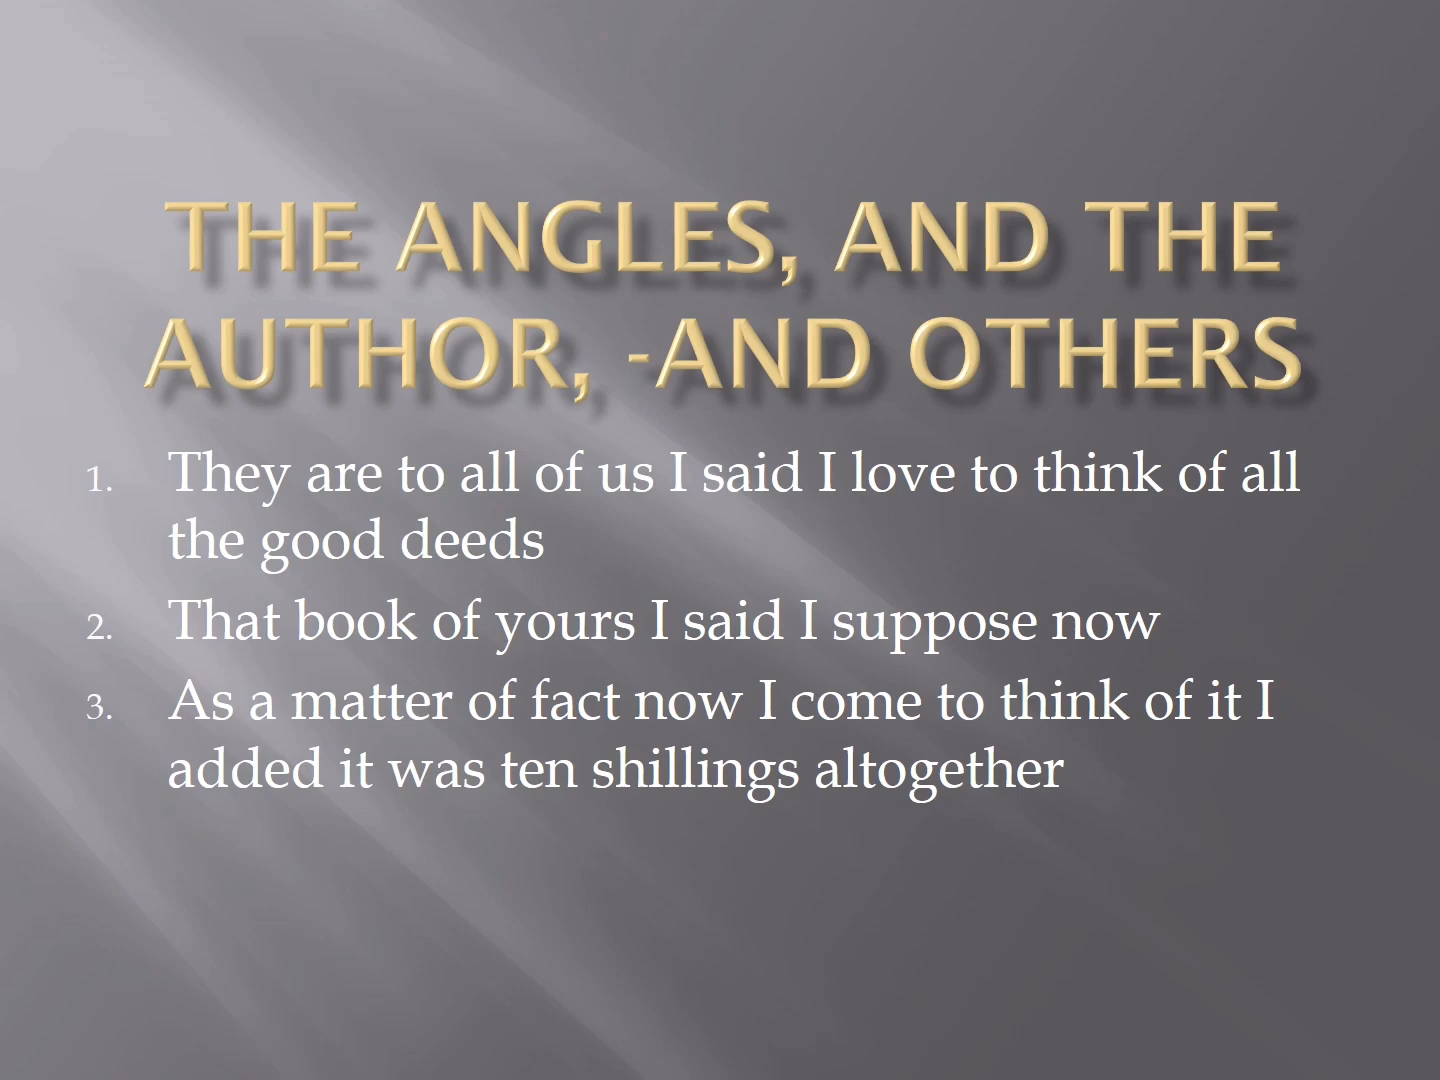 THE ANGLES, AND THE
AUTHOR, -AND OTHERS
1. They are to all of us I said I love to think of all
the good deeds
2. That book of yours I said I suppose now
3. As a matter of fact now I come to think of it I
added it was ten shillings altogether